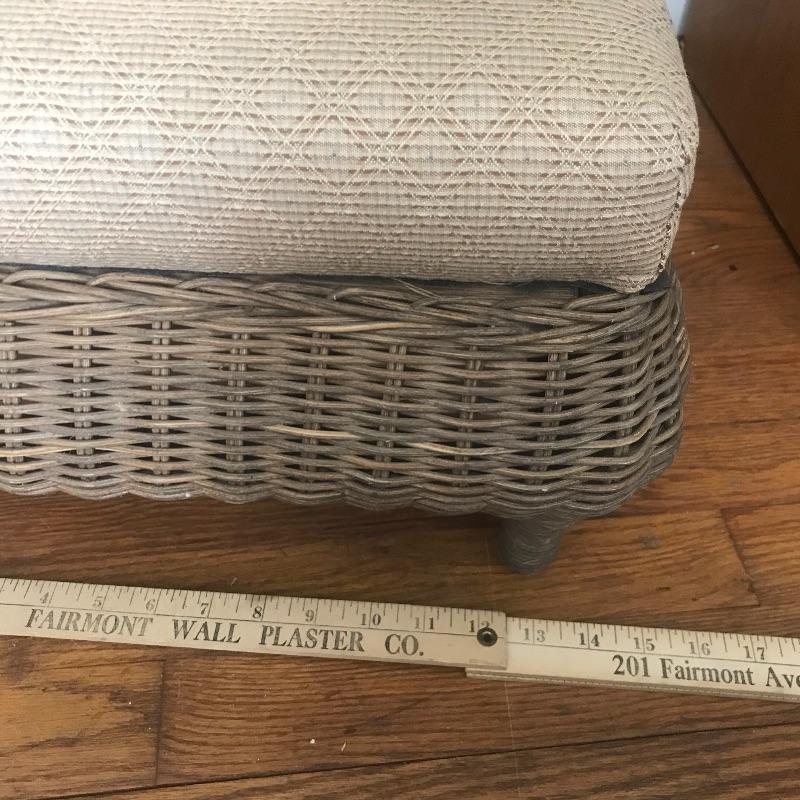 4 5 6 7 8 9 10 11 12 13 14 15 16 17
FAIRMONT WALL PLASTER CO.
201 Fairmont Ave